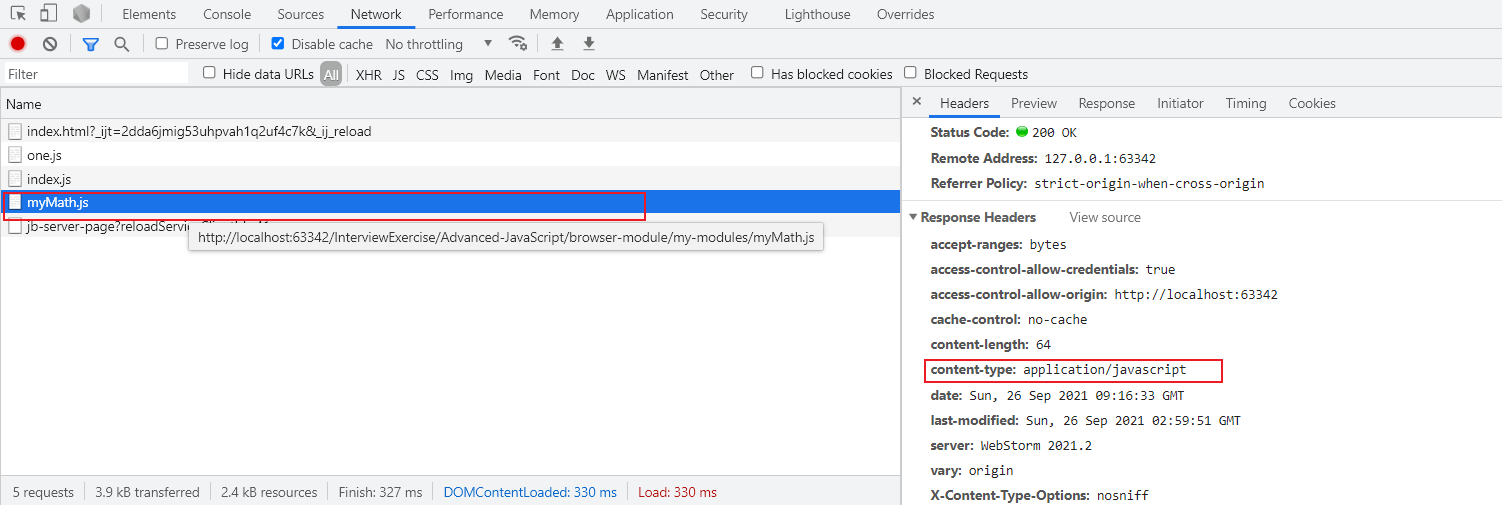 Elements Console Sources Network Performance Memory Application Security Lighthouse Overrides
Preserve log Disable cache No throttling
Filter Hide data URLs All XHR JS CSS Img Media Font Doc WS Manifest Other Has blocked cookies Blocked Requests
Name
index.html?_ijt=2dda6jmig53uhpvah1q2uf4c7k&_ij_reload
one.js
index.js
myMath.js
jb-server-page?reloadServic
http://localhost:63342/InterviewExercise/Advanced-JavaScript/browser-module/my-modules/myMath.js
5 requests 3.9 kB transferred 2.4 kB resources Finish: 327 ms DOMContentLoaded: 330 ms Load: 330 ms
× Headers Preview Response Initiator Timing Cookies
Status Code: 200 OK
Remote Address: 127.0.0.1:63342
Referrer Policy: strict-origin-when-cross-origin
Response Headers View source
accept-ranges: bytes
access-control-allow-credentials: true
access-control-allow-origin: http://localhost:63342
cache-control: no-cache
content-length: 64
content-type: application/javascript
date: Sun, 26 Sep 2021 09:16:33 GMT
last-modified: Sun, 26 Sep 2021 02:59:51 GMT
server: WebStorm 2021.2
vary: origin
X-Content-Type-Options: nosniff